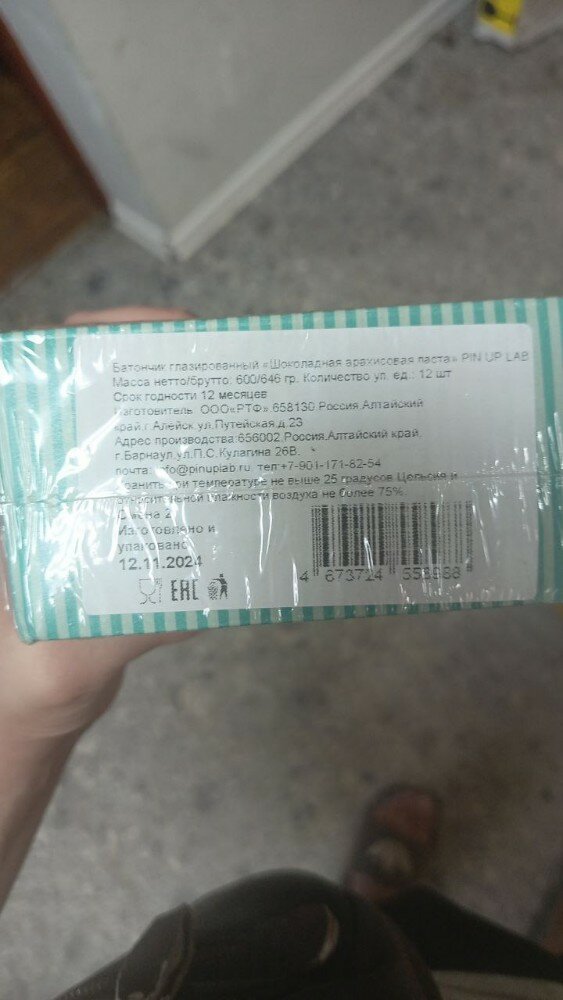 Батончик глазированный «Шоколадная арахисовая паста» PIN UP LAB
Масса нетто/брутто: 600/646 гр. Количество уп. ед.: 12 шт
Срок годности 12 месяцев
Изготовитель: ООО«РТФ» 658130 Россия.Алтайский
край.г.Алейск ул.Путейская,д.23
Адрес производства:656002,Россия,Алтайский край,
г.Барнаул,ул.П.С.Кулагина 26В.
почта: info@pinuplab.ru тел:+7-901-171-82-54
Хранить при температуре не выше 25 градусов Цельсия и
относительной влажности воздуха не более 75%.
Смена 2
Изготовлено и
упаковано
12.11.2024
EAC
4 673724